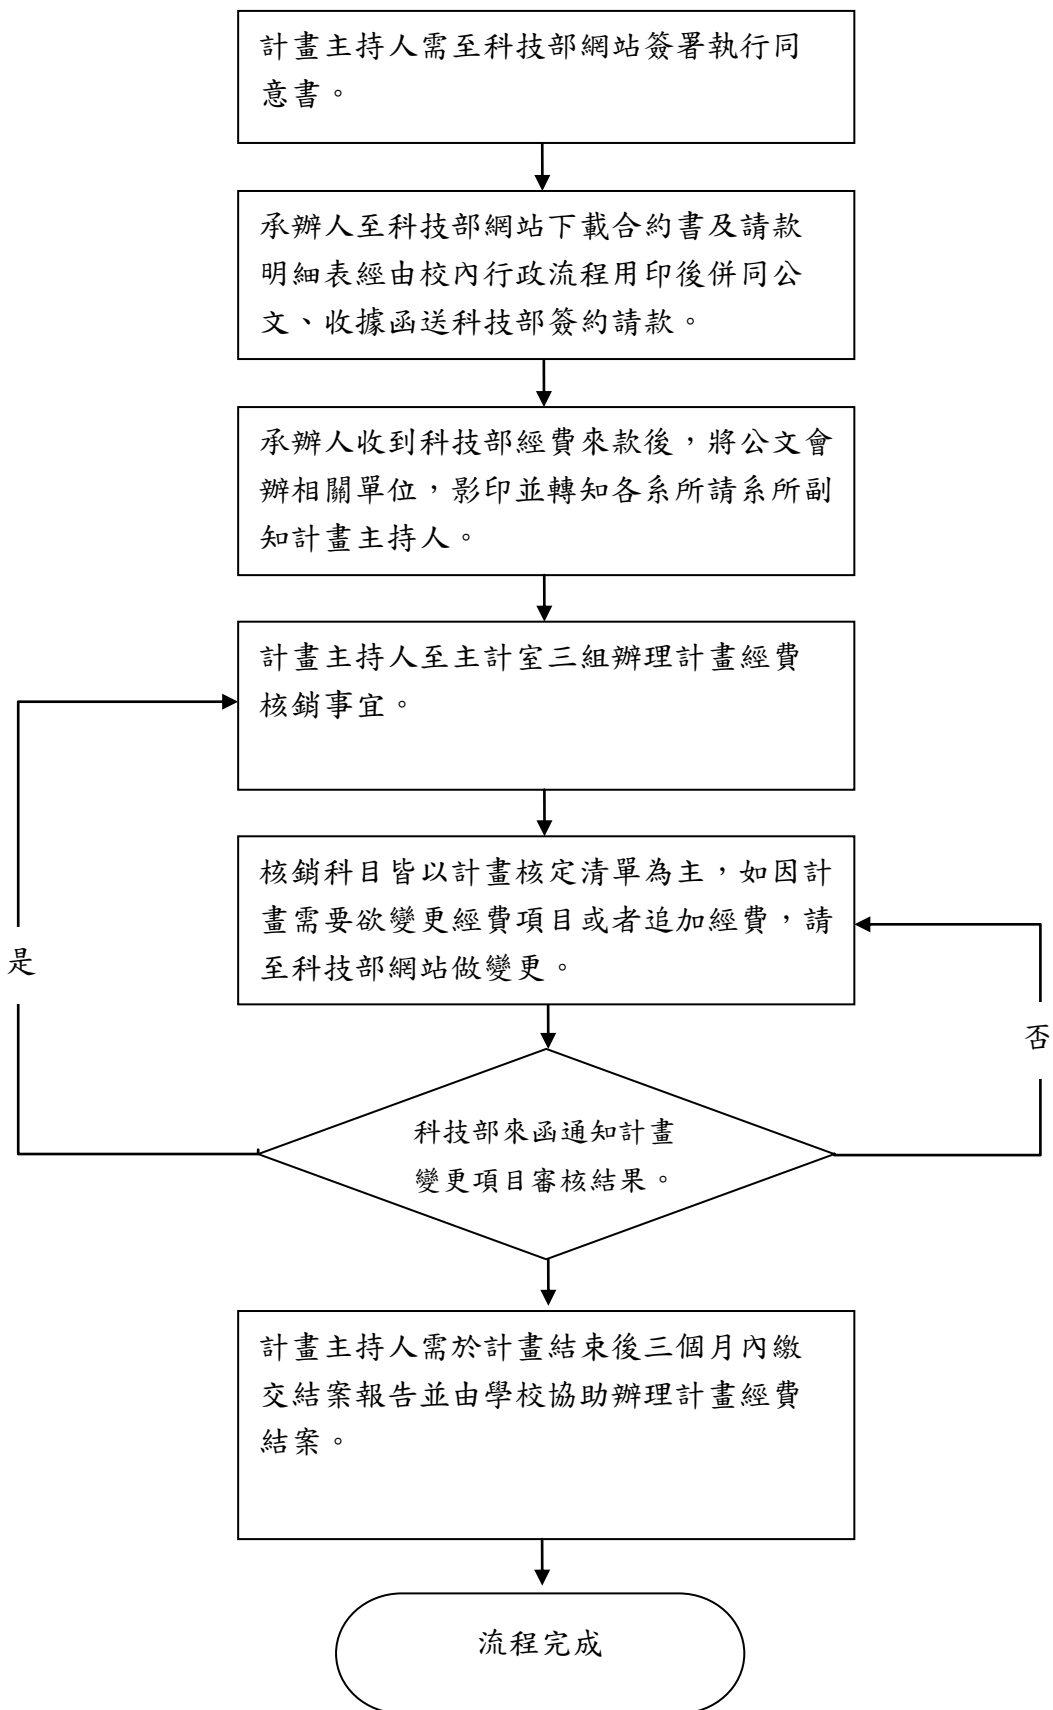 計畫主持人需至科技部網站簽署執行同
意書。
承辦人至科技部網站下載合約書及請款
明細表經由校內行政流程用印後併同公
文、收據函送科技部簽約請款。
承辦人收到科技部經費來款後，將公文會
辦相關單位，影印並轉知各系所請系所副
知計畫主持人。
計畫主持人至主計室三組辦理計畫經費
核銷事宜。
核銷科目皆以計畫核定清單為主，如因計
畫需要欲變更經費項目或者追加經費，請
至科技部網站做變更。
是
否
科技部來函通知計畫
變更項目審核結果。
計畫主持人需於計畫結束後三個月內繳
交結案報告並由學校協助辦理計畫經費
結案。
流程完成